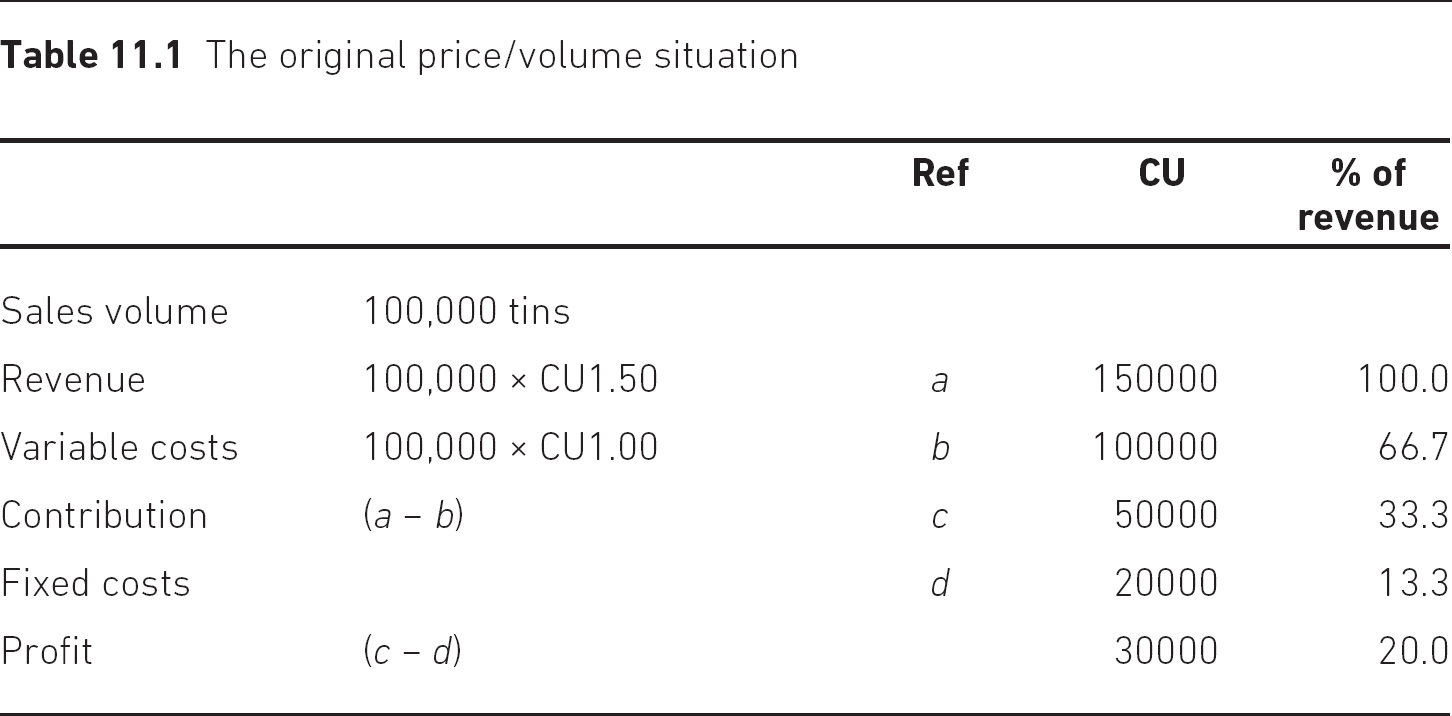 Table 11.1 The original price/volume situation
Ref CU % of
revenue
Sales volume 100,000 tins
Revenue 100,000 × CU1.50 a 150000 100.0
Variable costs 100,000 × CU1.00 b 100000 66.7
Contribution (a – b) c 50000 33.3
Fixed costs d 20000 13.3
Profit (c – d) 30000 20.0